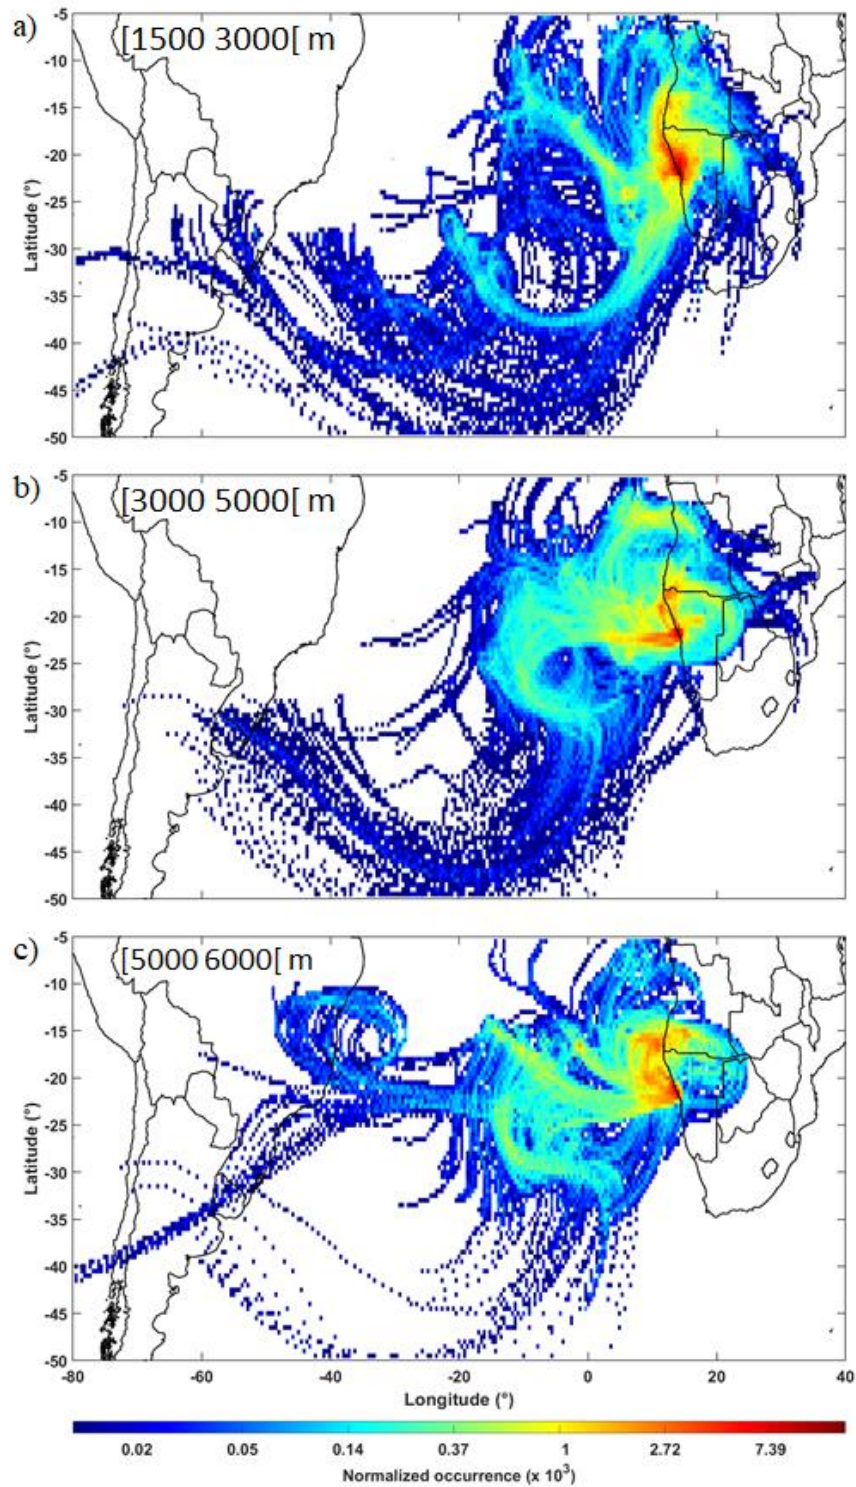 a)
[1500 3000[ m
-5
-10
-15
-20
-25
-30
-35
-40
-45
-50
Latitude (°)
b)
[3000 5000[ m
-5
-10
-15
-20
-25
-30
-35
-40
-45
-50
Latitude (°)
c)
[5000 6000[ m
-5
-10
-15
-20
-25
-30
-35
-40
-45
-50
Latitude (°)
-80 -60 -40 -20 0 20 40
Longitude (°)
0.02 0.05 0.14 0.37 1 2.72 7.39
Normalized occurrence (x 10³)